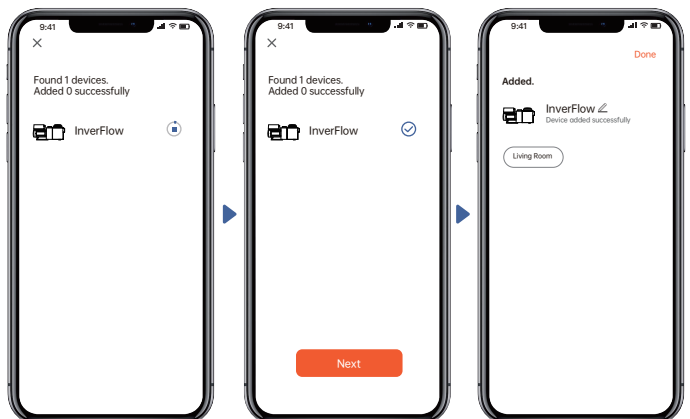 9:41
Found 1 devices.
Added 0 successfully
InverFlow
9:41
Found 1 devices.
Added 0 successfully
InverFlow
Next
9:41
Done
Added.
InverFlow
Device added successfully
Living Room